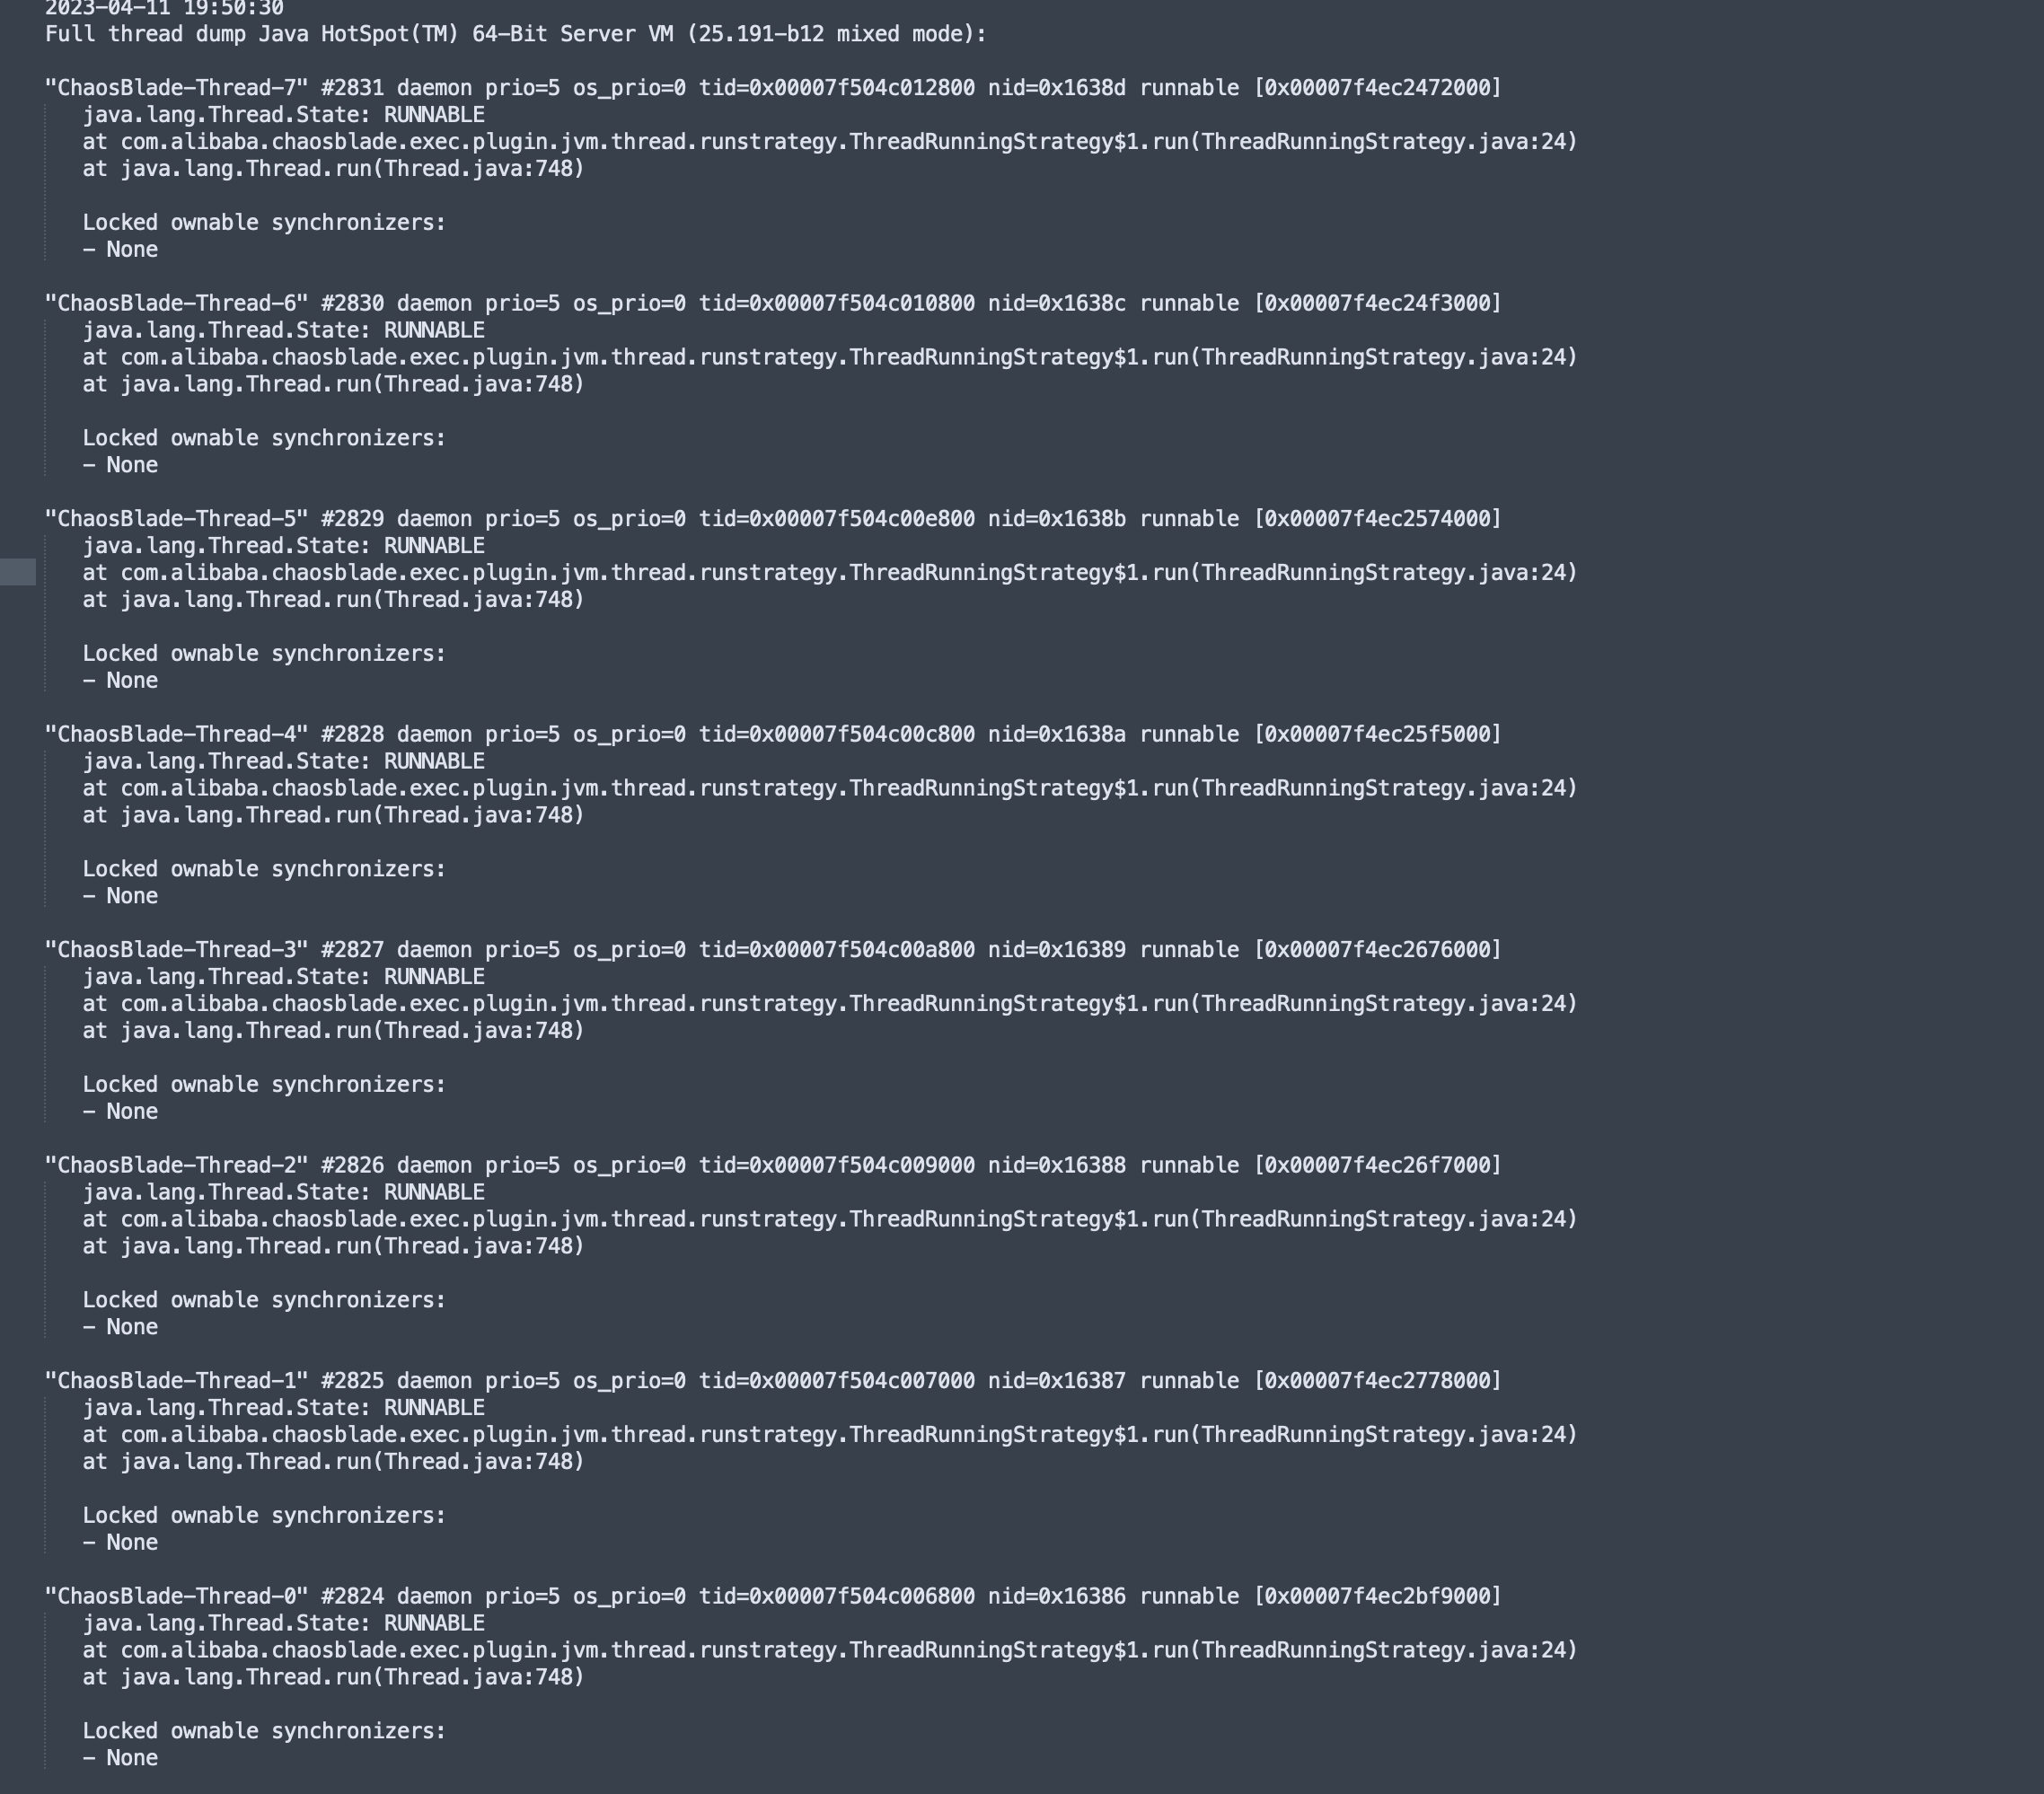 2023-04-11 19:50:30
Full thread dump Java HotSpot(TM) 64-Bit Server VM (25.191-b12 mixed mode):
"ChaosBlade-Thread-7" #2831 daemon prio=5 os_prio=0 tid=0x00007f504c012800 nid=0x1638d runnable [0x00007f4ec2472000]
java.lang.Thread.State: RUNNABLE
at com.alibaba.chaosblade.exec.plugin.jvm.thread.runstrategy.ThreadRunningStrategy$1.run(ThreadRunningStrategy.java:24)
at java.lang.Thread.run(Thread.java:748)
Locked ownable synchronizers:
- None
"ChaosBlade-Thread-6" #2830 daemon prio=5 os_prio=0 tid=0x00007f504c010800 nid=0x1638c runnable [0x00007f4ec24f3000]
java.lang.Thread.State: RUNNABLE
at com.alibaba.chaosblade.exec.plugin.jvm.thread.runstrategy.ThreadRunningStrategy$1.run(ThreadRunningStrategy.java:24)
at java.lang.Thread.run(Thread.java:748)
Locked ownable synchronizers:
- None
"ChaosBlade-Thread-5" #2829 daemon prio=5 os_prio=0 tid=0x00007f504c00e800 nid=0x1638b runnable [0x00007f4ec2574000]
java.lang.Thread.State: RUNNABLE
at com.alibaba.chaosblade.exec.plugin.jvm.thread.runstrategy.ThreadRunningStrategy$1.run(ThreadRunningStrategy.java:24)
at java.lang.Thread.run(Thread.java:748)
Locked ownable synchronizers:
- None
"ChaosBlade-Thread-4" #2828 daemon prio=5 os_prio=0 tid=0x00007f504c00c800 nid=0x1638a runnable [0x00007f4ec25f5000]
java.lang.Thread.State: RUNNABLE
at com.alibaba.chaosblade.exec.plugin.jvm.thread.runstrategy.ThreadRunningStrategy$1.run(ThreadRunningStrategy.java:24)
at java.lang.Thread.run(Thread.java:748)
Locked ownable synchronizers:
- None
"ChaosBlade-Thread-3" #2827 daemon prio=5 os_prio=0 tid=0x00007f504c00a800 nid=0x16389 runnable [0x00007f4ec2676000]
java.lang.Thread.State: RUNNABLE
at com.alibaba.chaosblade.exec.plugin.jvm.thread.runstrategy.ThreadRunningStrategy$1.run(ThreadRunningStrategy.java:24)
at java.lang.Thread.run(Thread.java:748)
Locked ownable synchronizers:
- None
"ChaosBlade-Thread-2" #2826 daemon prio=5 os_prio=0 tid=0x00007f504c009000 nid=0x16388 runnable [0x00007f4ec26f7000]
java.lang.Thread.State: RUNNABLE
at com.alibaba.chaosblade.exec.plugin.jvm.thread.runstrategy.ThreadRunningStrategy$1.run(ThreadRunningStrategy.java:24)
at java.lang.Thread.run(Thread.java:748)
Locked ownable synchronizers:
- None
"ChaosBlade-Thread-1" #2825 daemon prio=5 os_prio=0 tid=0x00007f504c007000 nid=0x16387 runnable [0x00007f4ec2778000]
java.lang.Thread.State: RUNNABLE
at com.alibaba.chaosblade.exec.plugin.jvm.thread.runstrategy.ThreadRunningStrategy$1.run(ThreadRunningStrategy.java:24)
at java.lang.Thread.run(Thread.java:748)
Locked ownable synchronizers:
- None
"ChaosBlade-Thread-0" #2824 daemon prio=5 os_prio=0 tid=0x00007f504c006800 nid=0x16386 runnable [0x00007f4ec2bf9000]
java.lang.Thread.State: RUNNABLE
at com.alibaba.chaosblade.exec.plugin.jvm.thread.runstrategy.ThreadRunningStrategy$1.run(ThreadRunningStrategy.java:24)
at java.lang.Thread.run(Thread.java:748)
Locked ownable synchronizers:
- None